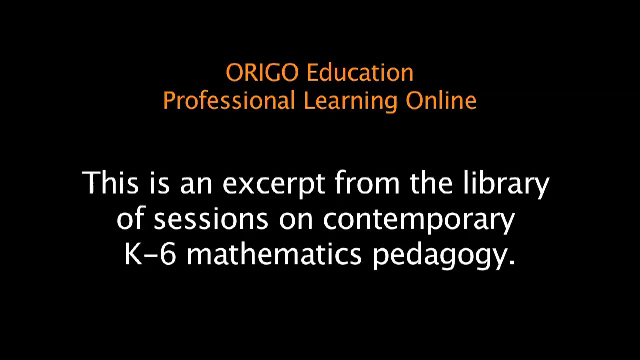 ORIGO Education
Professional Learning Online
This is an excerpt from the library
of sessions on contemporary
K-6 mathematics pedagogy.